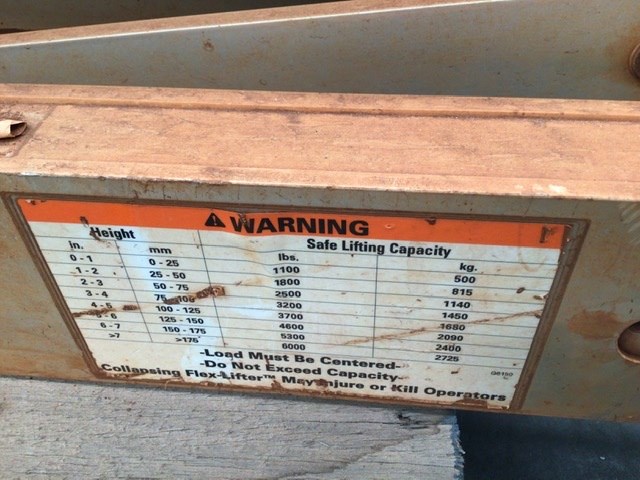 WARNING
Height Safe Lifting Capacity
in. mm lbs. kg.
0 - 1 0 - 25 1100 500
1 - 2 25 - 50 1800 815
2 - 3 50 - 75 2500 1140
3 - 4 75 - 100 3200 1450
4 - 5 100 - 125 3700 1680
6 125 - 150 4600 2090
6 - 7 150 - 175 5300 2400
>7 >175 6000 2725
-Load Must Be Centered-
-Do Not Exceed Capacity-
Collapsing Flex-Lifter™ May Injure or Kill Operators